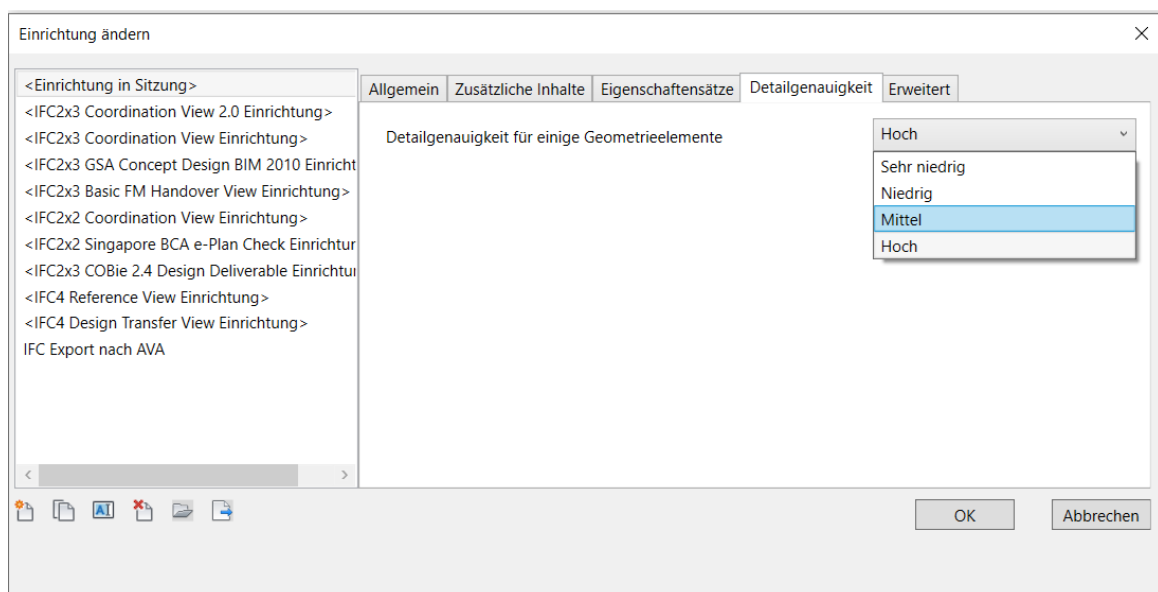 Einrichtung ändern
<Einrichtung in Sitzung>
<IFC2x3 Coordination View 2.0 Einrichtung>
<IFC2x3 Coordination View Einrichtung>
<IFC2x3 GSA Concept Design BIM 2010 Einricht
<IFC2x3 Basic FM Handover View Einrichtung>
<IFC2x2 Coordination View Einrichtung>
<IFC2x2 Singapore BCA e-Plan Check Einrichtur
<IFC2x3 COBie 2.4 Design Deliverable Einrichtu
<IFC4 Reference View Einrichtung>
<IFC4 Design Transfer View Einrichtung>
IFC Export nach AVA
Allgemein Zusätzliche Inhalte Eigenschaftensätze Detailgenauigkeit Erweitert
Detailgenauigkeit für einige Geometrieelemente
Hoch
Sehr niedrig
Niedrig
Mittel
Hoch
AI
OK Abbrechen